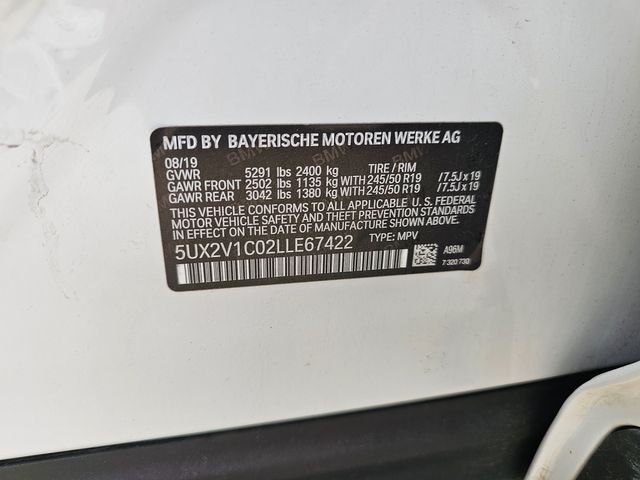 MFD BY BAYERISCHE MOTOREN WERKE AG
08/19
GVWR 5291 lbs 2400 kg TIRE / RIM
GAWR FRONT 2502 lbs 1135 kg WITH 245/50 R19 /7.5J x 19
GAWR REAR 3042 lbs 1380 kg WITH 245/50 R19 /7.5J x 19
THIS VEHICLE CONFORMS TO ALL APPLICABLE U.S. FEDERAL
MOTOR VEHICLE SAFETY AND THEFT PREVENTION STANDARDS
IN EFFECT ON THE DATE OF MANUFACTURE SHOWN ABOVE.
5UX2V1C02LLE67422 TYPE: MPV
A96M
7 320 730